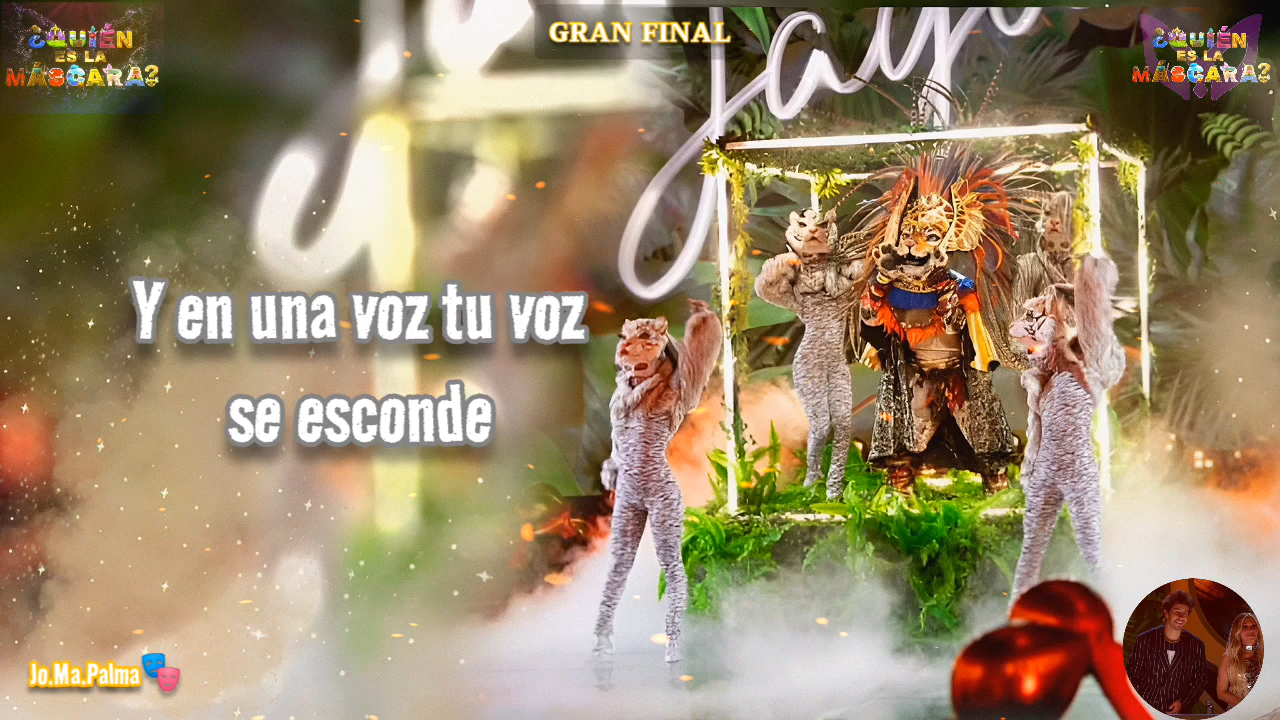 ¿QUIÉN
ES LA
MÁSCARA?
GRAN FINAL
¿QUIÉN
ES LA
MÁSCARA?
Y en una voz tu voz
se esconde
Jo.Ma.Palma